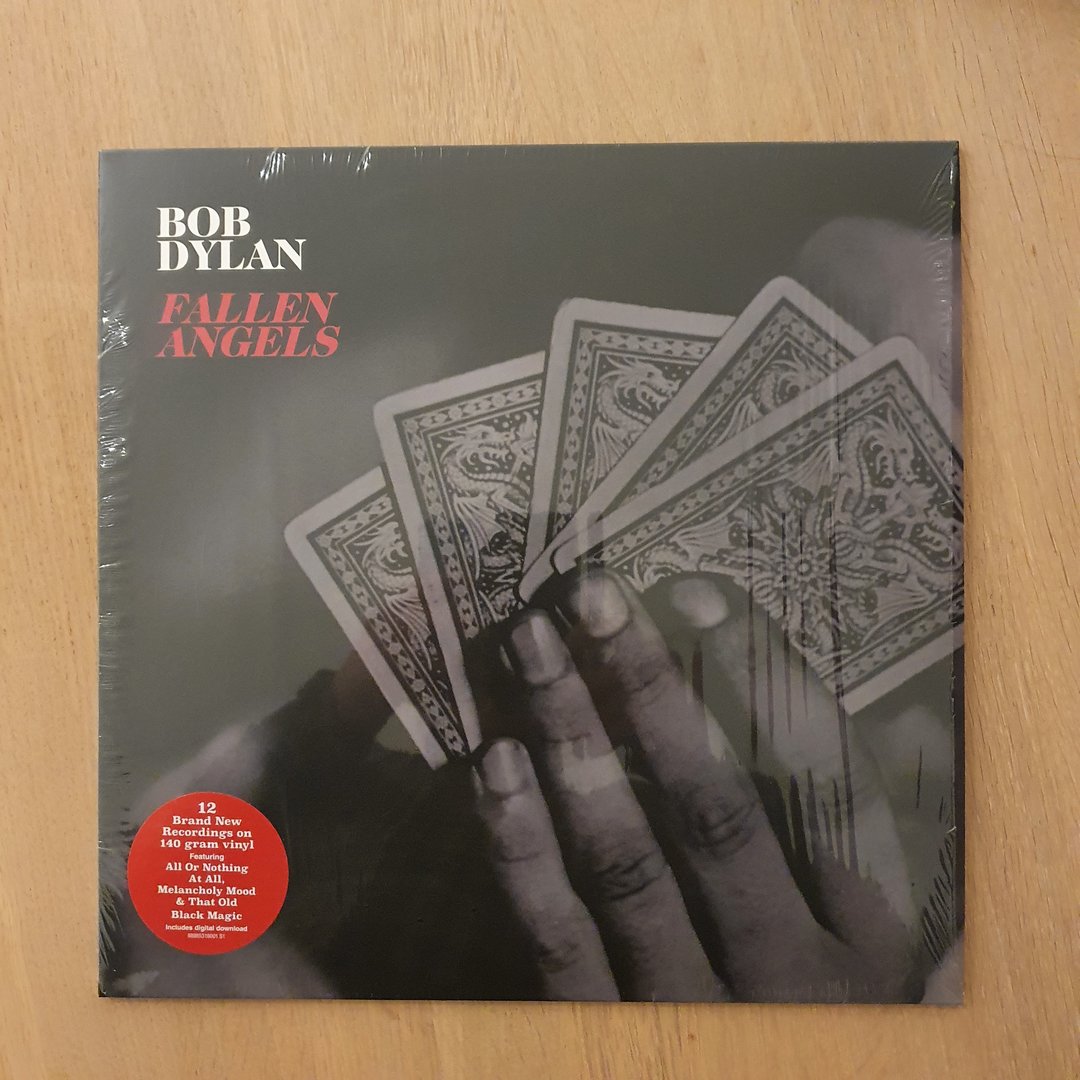 BOB
DYLAN
FALLEN
ANGELS
12
Brand New
Recordings on
140 gram vinyl
Featuring
All Or Nothing
At All,
Melancholy Mood
& That Old
Black Magic
Includes digital download